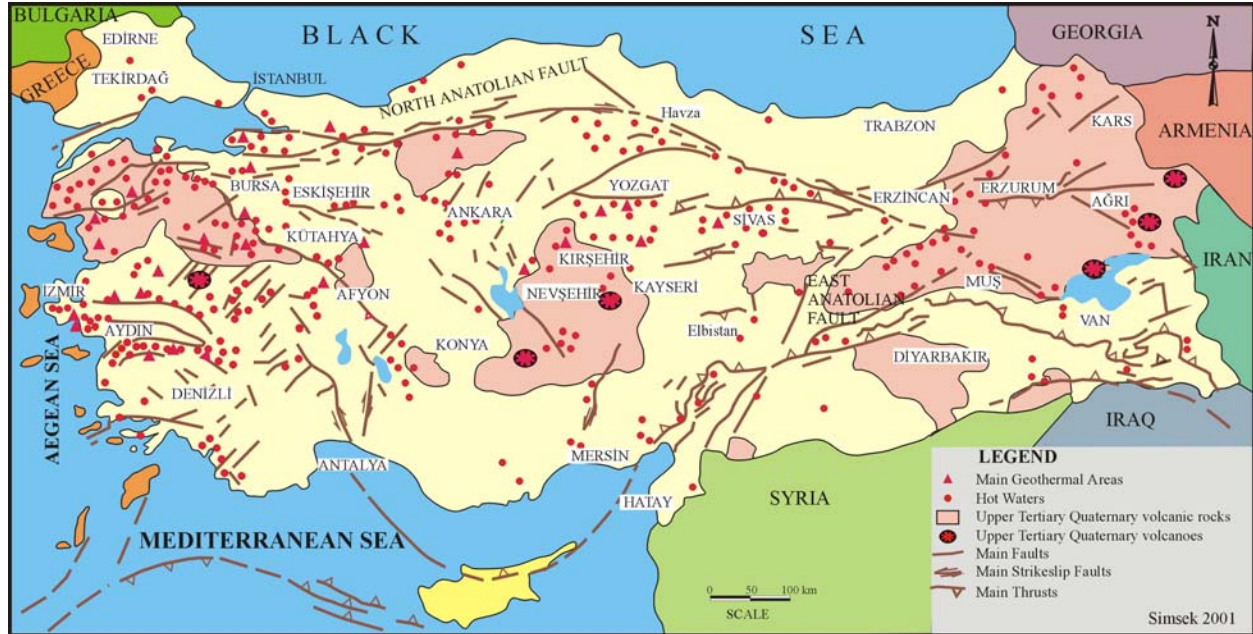 BULGARIA
EDİRNE
GREECE
TEKİRDAĞ
İSTANBUL
BLACK SEA
NORTH ANATOLIAN FAULT
GEORGIA
N
ARMENIA
Havza
TRABZON
KARS
BURSA
ESKİŞEHİR
ANKARA
YOZGAT
SİVAS
ERZİNCAN
ERZURUM
AĞRI
KÜTAHYA
KIRŞEHİR
IRAN
IZMIR
AFYON
NEVŞEHİR
KAYSERİ
EAST
ANATOLIAN
FAULT
MUŞ
VAN
AYDIN
KONYA
Elbistan
DİYARBAKIR
DENİZLİ
AEGEAN SEA
ANTALYA
MERSİN
HATAY
IRAQ
SYRIA
MEDITERRANEAN SEA
0 50 100 km
SCALE
LEGEND
Main Geothermal Areas
Hot Waters
Upper Tertiary Quaternary volcanic rocks
Upper Tertiary Quaternary volcanoes
Main Faults
Main Strikeslip Faults
Main Thrusts
Simsek 2001